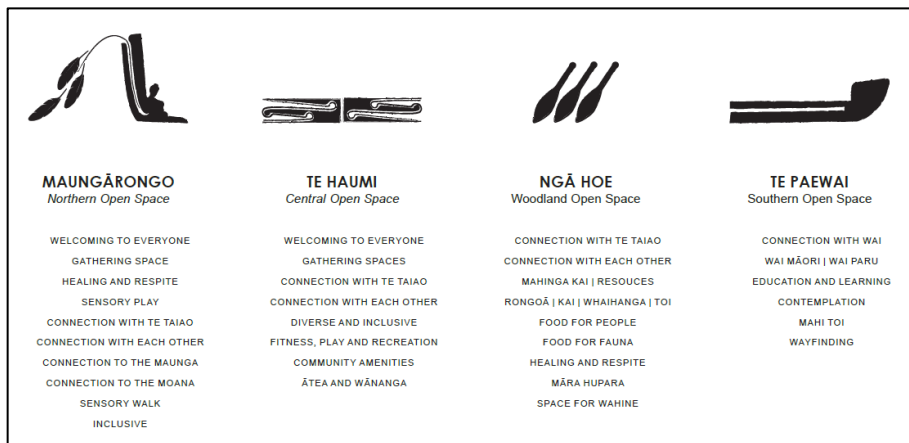 MAUNGĀRONGO
Northern Open Space
WELCOMING TO EVERYONE
GATHERING SPACE
HEALING AND RESPITE
SENSORY PLAY
CONNECTION WITH TE TAIAO
CONNECTION WITH EACH OTHER
CONNECTION TO THE MAUNGA
CONNECTION TO THE MOANA
SENSORY WALK
INCLUSIVE
TE HAUMI
Central Open Space
WELCOMING TO EVERYONE
GATHERING SPACES
CONNECTION WITH TE TAIAO
CONNECTION WITH EACH OTHER
DIVERSE AND INCLUSIVE
FITNESS, PLAY AND RECREATION
COMMUNITY AMENITIES
ĀTEA AND WĀNANGA
NGĀ HOE
Woodland Open Space
CONNECTION WITH TE TAIAO
CONNECTION WITH EACH OTHER
MAHINGA KAI | RESOUCES
RONGOĀ | KAI | WHAIHANGA | TOI
FOOD FOR PEOPLE
FOOD FOR FAUNA
HEALING AND RESPITE
MĀRA HUPARA
SPACE FOR WAHINE
TE PAEWAI
Southern Open Space
CONNECTION WITH WAI
WAI MĀORI | WAI PARU
EDUCATION AND LEARNING
CONTEMPLATION
MAHI TOI
WAYFINDING